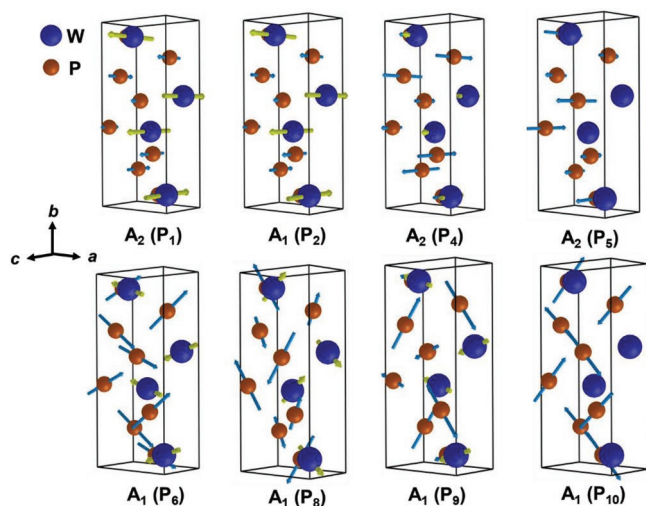 W
P
A₂ (P₁) A₁ (P₂) A₂ (P₄) A₂ (P₅)
b
c a
A₁ (P₆) A₁ (P₈) A₁ (P₉) A₁ (P₁₀)